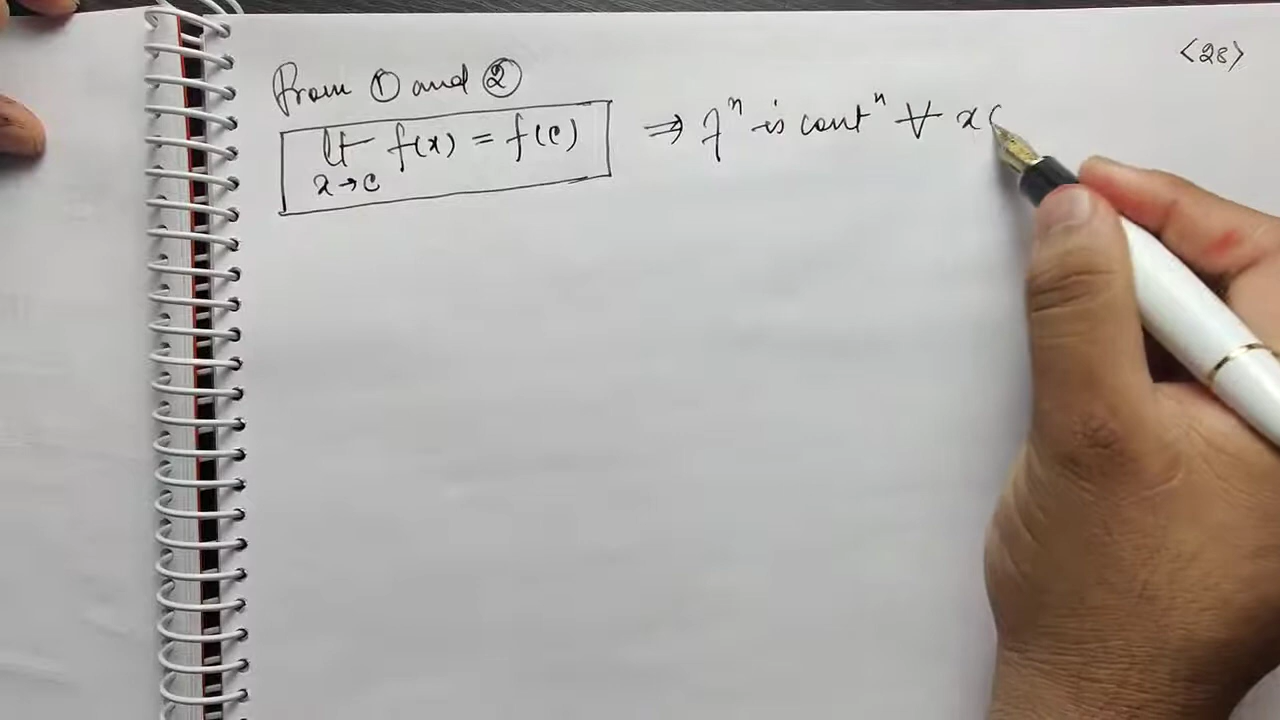 <28>
From ① and ②
lt f(x) = f(c) ⇒ fⁿ is contⁿ ∀ x
x→c